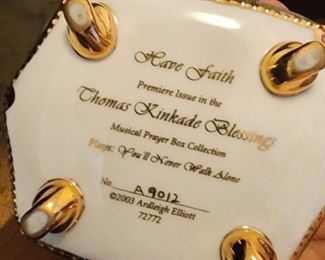 Have Faith
Premiere Issue in the
Thomas Kinkade Blessings
Musical Prayer Box Collection
Plays: You'll Never Walk Alone
No. A9012
©2003 Ardleigh Elliott
72772